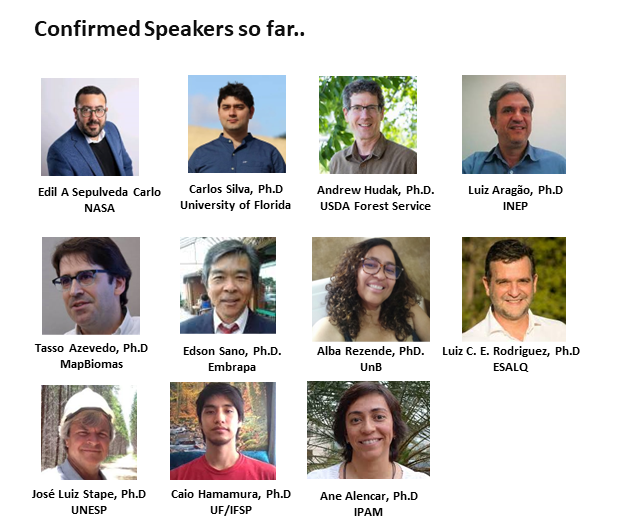 Confirmed Speakers so far..
Edil A Sepulveda Carlo
NASA
Carlos Silva, Ph.D
University of Florida
Andrew Hudak, Ph.D.
USDA Forest Service
Luiz Aragão, Ph.D
INEP
Tasso Azevedo, Ph.D
MapBiomas
Edson Sano, Ph.D.
Embrapa
Alba Rezende, PhD.
UnB
Luiz C. E. Rodriguez, Ph.D
ESALQ
José Luiz Stape, Ph.D
UNESP
Caio Hamamura, Ph.D
UF/IFSP
Ane Alencar, Ph.D
IPAM